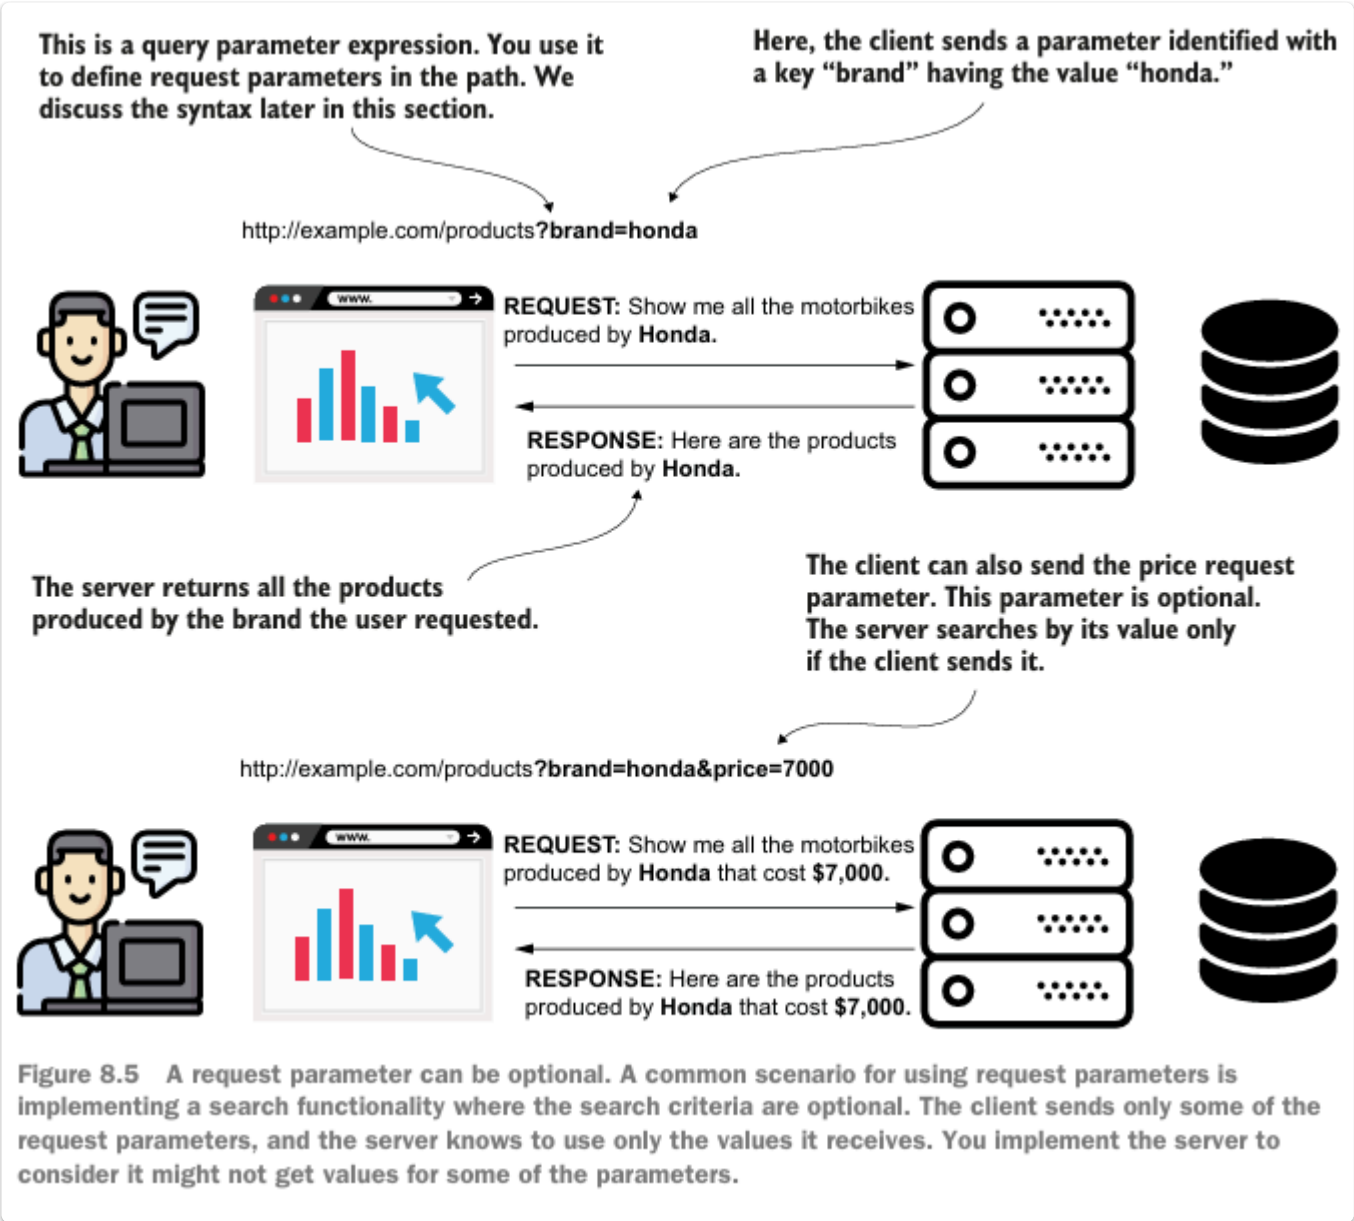 This is a query parameter expression. You use it
to define request parameters in the path. We
discuss the syntax later in this section.
Here, the client sends a parameter identified with
a key “brand” having the value “honda.”
http://example.com/products?brand=honda
www.
REQUEST: Show me all the motorbikes
produced by Honda.
RESPONSE: Here are the products
produced by Honda.
The server returns all the products
produced by the brand the user requested.
The client can also send the price request
parameter. This parameter is optional.
The server searches by its value only
if the client sends it.
http://example.com/products?brand=honda&price=7000
www.
REQUEST: Show me all the motorbikes
produced by Honda that cost $7,000.
RESPONSE: Here are the products
produced by Honda that cost $7,000.
Figure 8.5 A request parameter can be optional. A common scenario for using request parameters is
implementing a search functionality where the search criteria are optional. The client sends only some of the
request parameters, and the server knows to use only the values it receives. You implement the server to
consider it might not get values for some of the parameters.